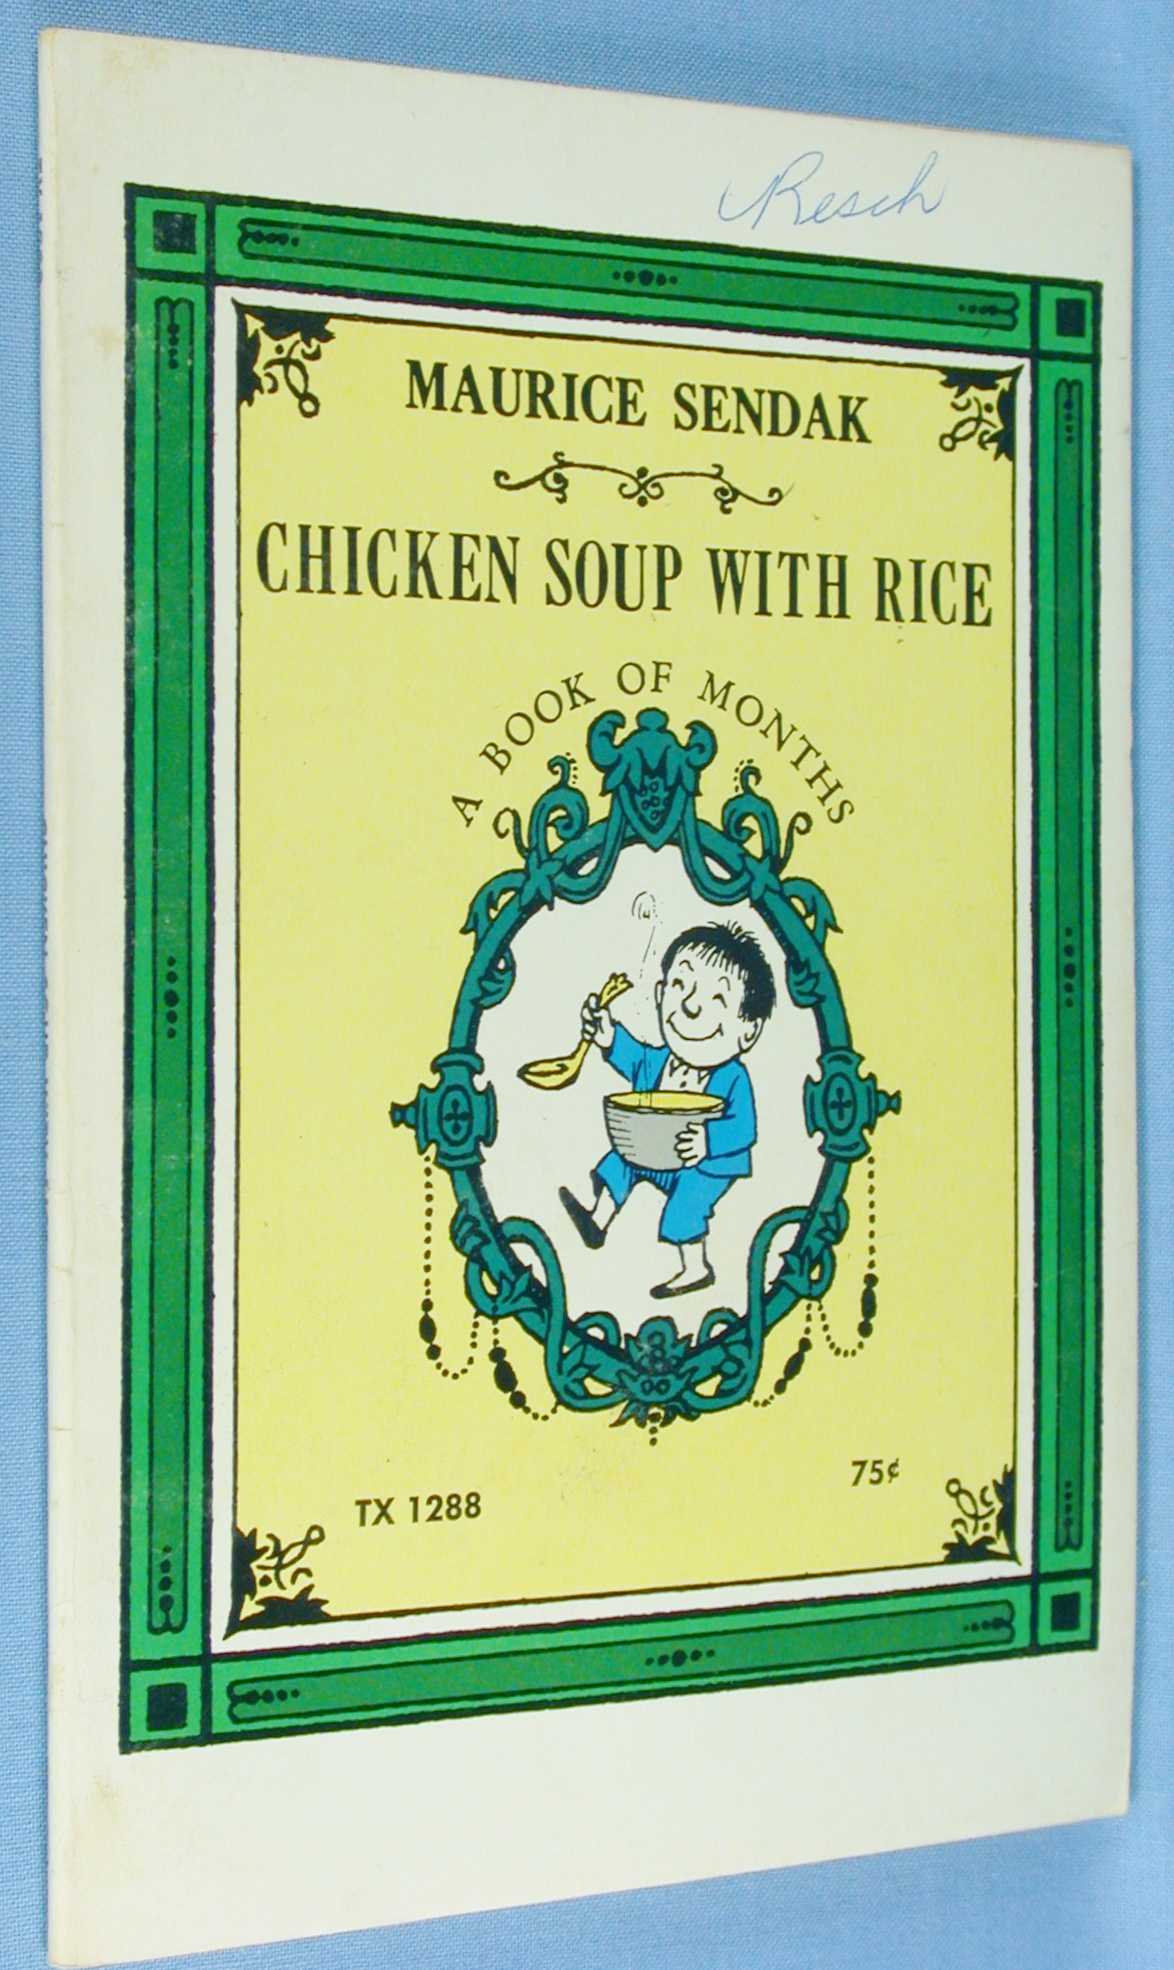 Resch
MAURICE SENDAK
CHICKEN SOUP WITH RICE
A BOOK OF MONTHS
TX 1288
75¢